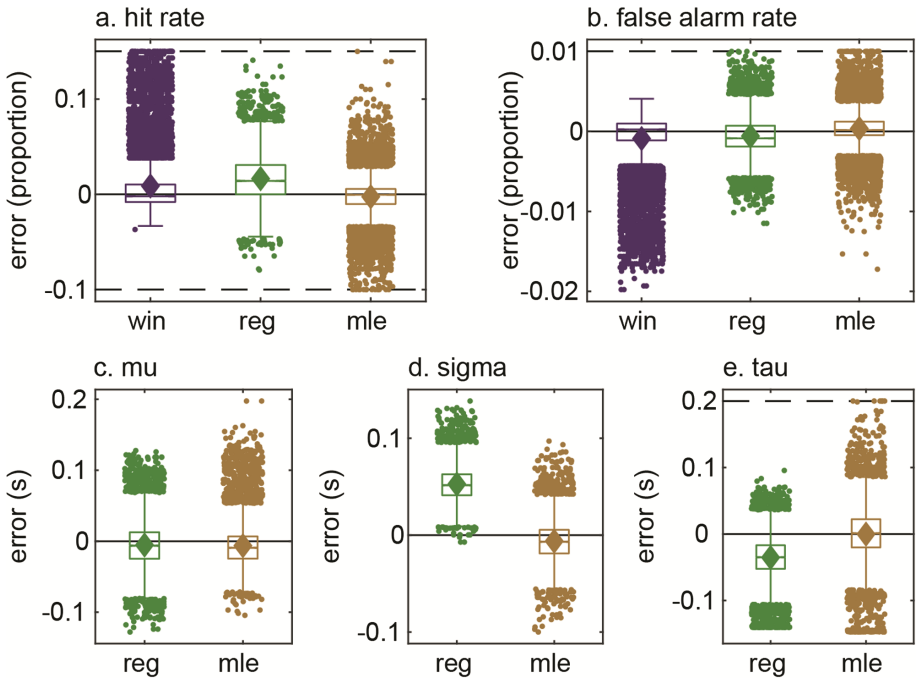 a. hit rate
error (proportion)
0.1
0
-0.1
win reg mle
b. false alarm rate
error (proportion)
0.01
0
-0.01
-0.02
win reg mle
c. mu
error (s)
0.2
0.1
0
-0.1
reg mle
d. sigma
error (s)
0.1
0
-0.1
reg mle
e. tau
error (s)
0.2
0.1
0
-0.1
reg mle